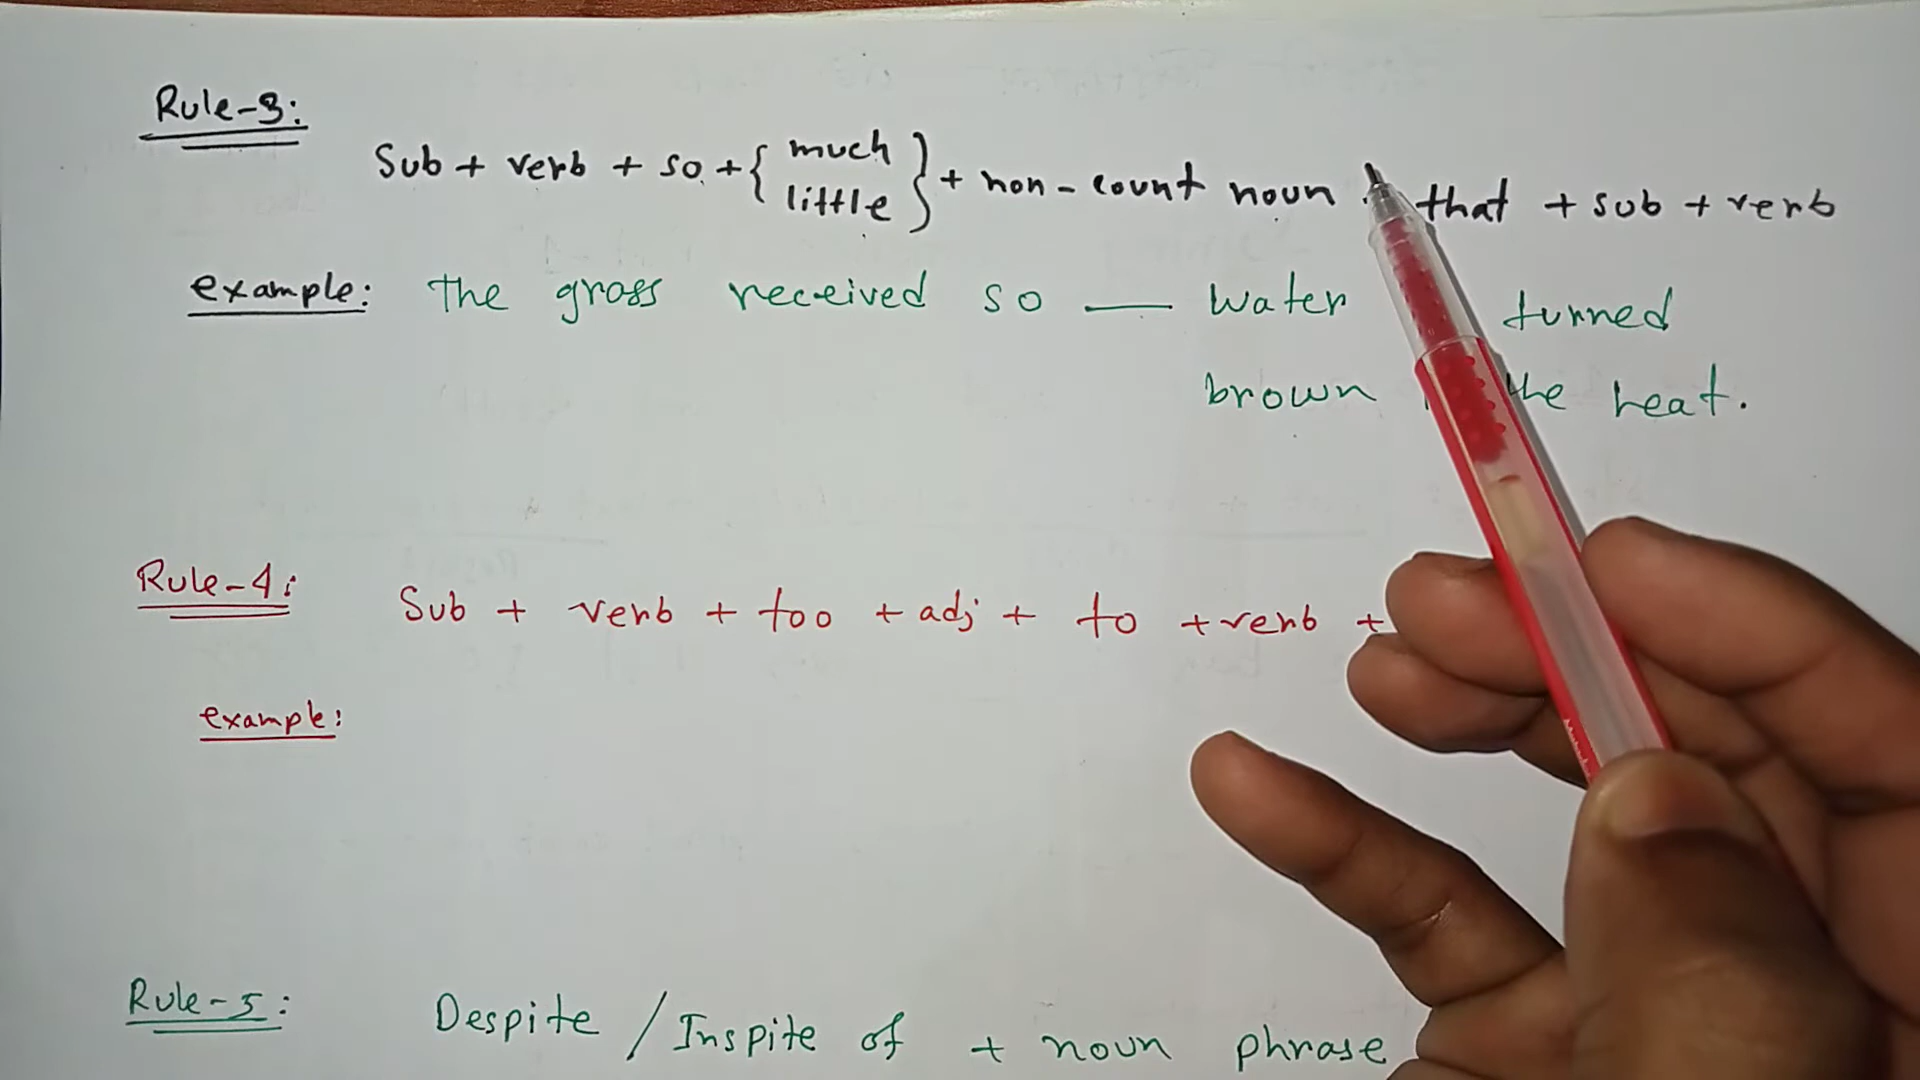 Rule-3:
Sub + verb + so + { much little } + non-count noun that + sub + verb
example: the grass received so — water turned
brown the heat.
Rule-4:
Sub + verb + too + adj + to + verb +
example:
Rule-5:
Despite / Inspite of + noun phrase